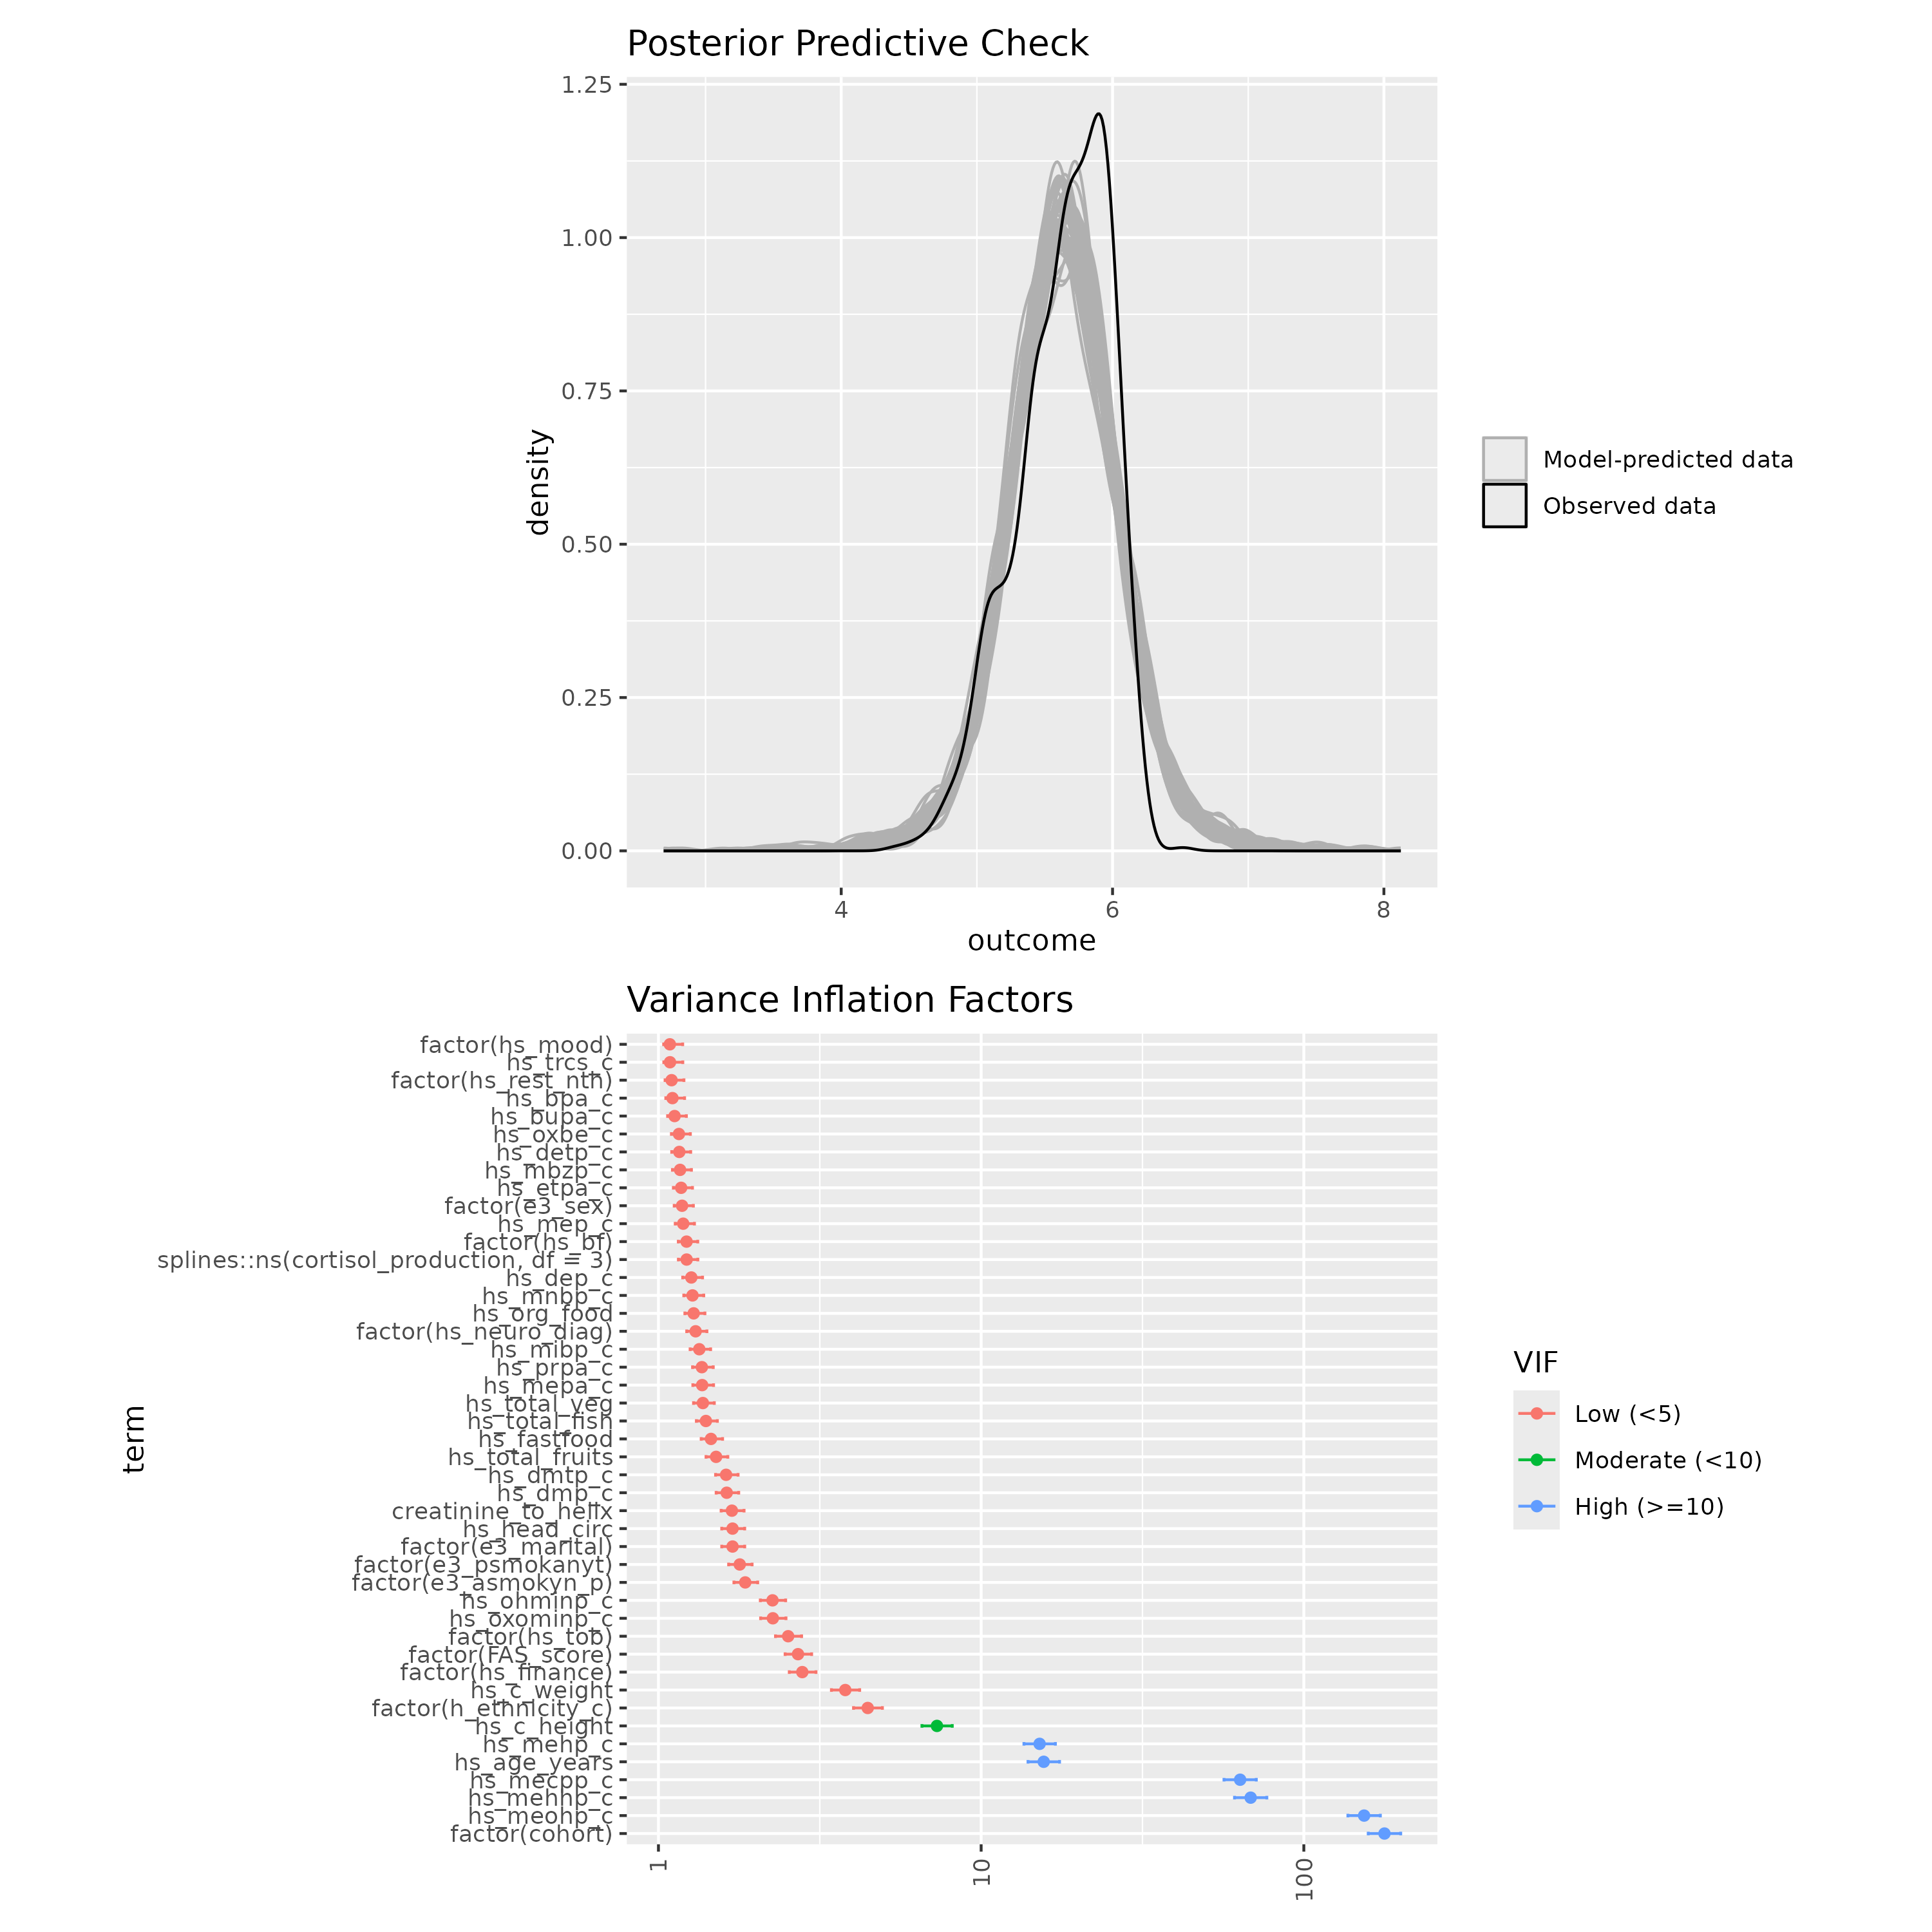 Posterior Predictive Check
1.25
1.00
0.75
0.50
0.25
0.00
density
4 6 8
outcome
Model-predicted data
Observed data
Variance Inflation Factors
factor(hs_mood)
hs_trcs_c
factor(hs_rest_nth)
hs_bpa_c
hs_bupa_c
hs_oxbe_c
hs_detp_c
hs_mbzp_c
hs_etpa_c
factor(e3_sex)
hs_mep_c
factor(hs_bf)
splines::ns(cortisol_production, df = 3)
hs_dep_c
hs_mnbp_c
hs_org_food
factor(hs_neuro_diag)
hs_mibp_c
hs_prpa_c
hs_mepa_c
hs_total_veg
hs_total_fish
hs_fastfood
hs_total_fruits
hs_dmtp_c
hs_dmp_c
creatinine_to_helix
hs_head_circ
factor(e3_marital)
factor(e3_psmokanyt)
factor(e3_asmokyn_p)
hs_ohminp_c
hs_oxominp_c
factor(hs_tob)
factor(FAS_score)
factor(hs_finance)
hs_c_weight
factor(h_ethnicity_c)
hs_c_height
hs_mehp_c
hs_age_years
hs_mecpp_c
hs_mehhp_c
hs_meohp_c
factor(cohort)
term
1 10 100
VIF
Low (<5)
Moderate (<10)
High (>=10)